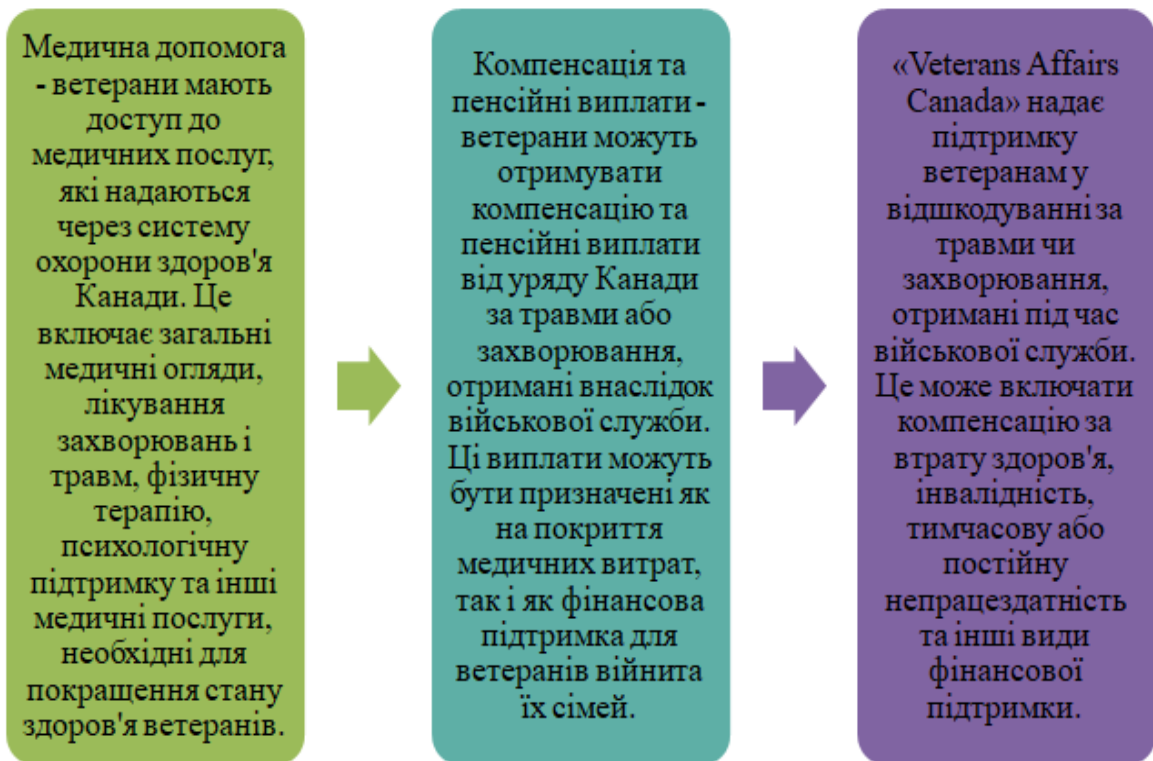 Медична допомога
- ветерани мають
доступ до
медичних послуг,
які надаються
через систему
охорони здоров'я
Канади. Це
включає загальні
медичні огляди,
лікування
захворювань і
травм, фізичну
терапію,
психологічну
підтримку та інші
медичні послуги,
необхідні для
покращення стану
здоров'я ветеранів.
Компенсація та
пенсійні виплати -
ветерани можуть
отримувати
компенсацію та
пенсійні виплати
від уряду Канади
за травми або
захворювання,
отримані внаслідок
військової служби.
Ці виплати можуть
бути призначені як
на покриття
медичних витрат,
так і як фінансова
підтримка для
ветеранів війнита
їх сімей.
«Veterans Affairs
Canada» надає
підтримку
ветеранам у
відшкодуванні за
травми чи
захворювання,
отримані під час
військової служби.
Це може включати
компенсацію за
втрату здоров'я,
інвалідність,
тимчасову або
постійну
непрацездатність
та інші види
фінансової
підтримки.